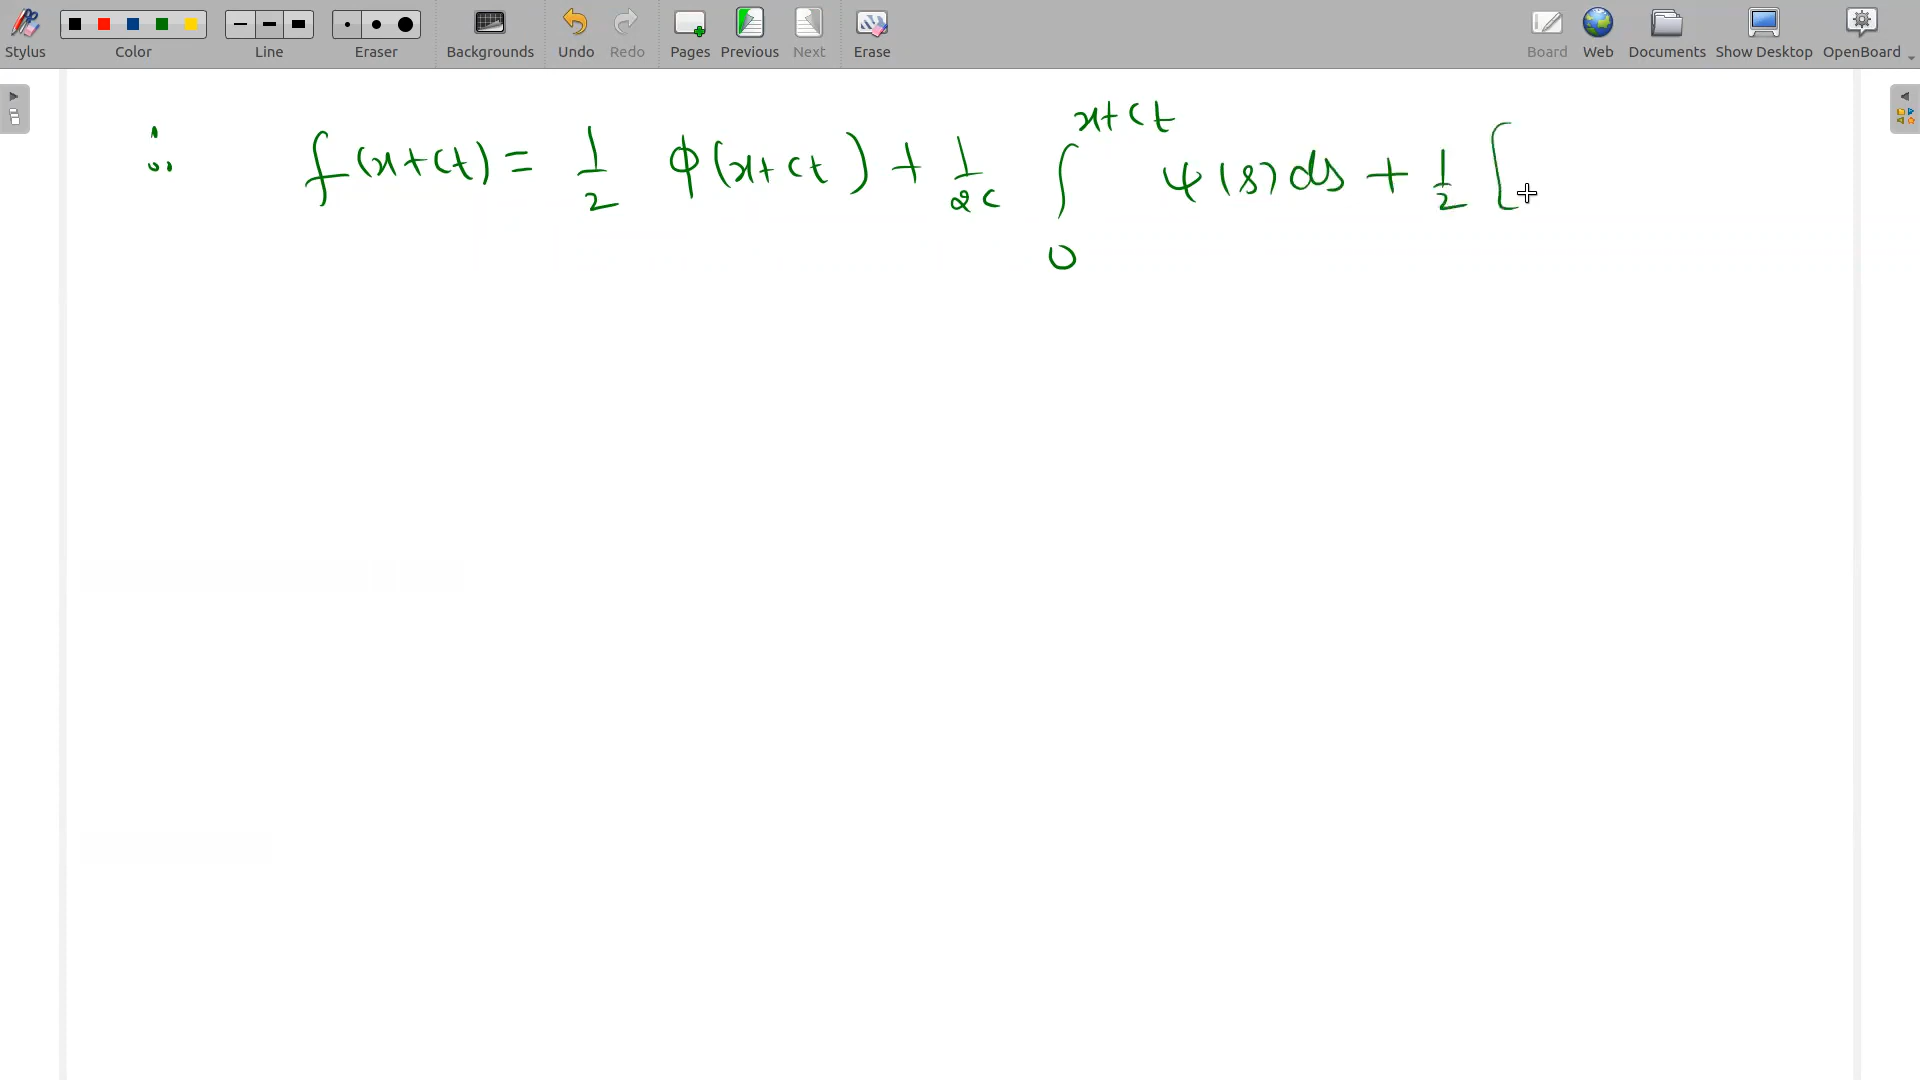 Stylus Color Line Eraser Backgrounds Undo Redo Pages Previous Next Erase Board Web Documents Show Desktop OpenBoard
∴ f(x+ct) = 1/2 φ(x+ct) + 1/2c ∫₀^{x+ct} ψ(s)ds + 1/2 [